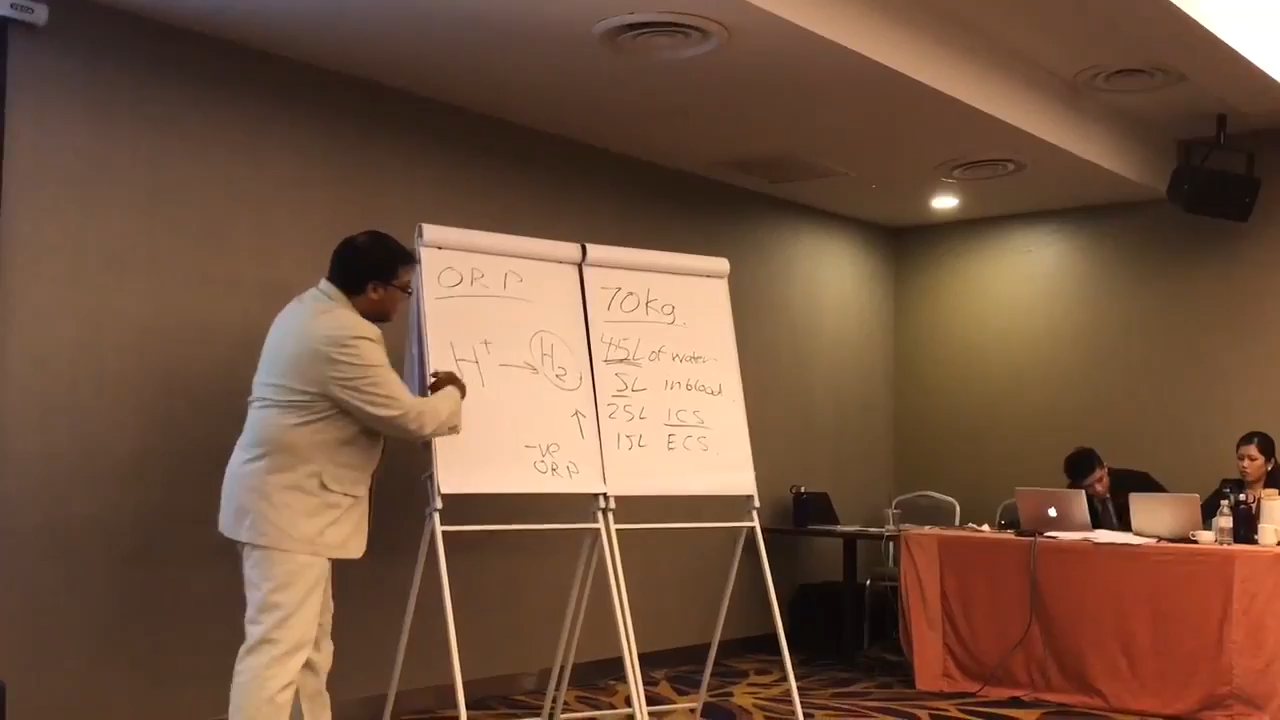 ORP
H+ → H2
-ve
ORP
70kg.
45L of water
5L in blood
25L ICS
15L ECS.